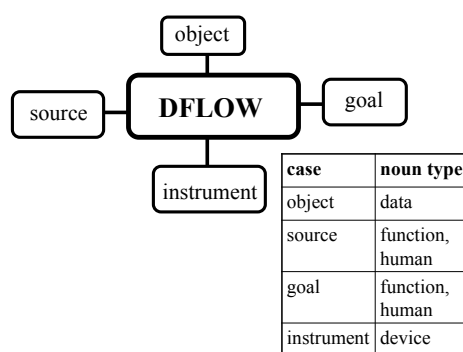 object
source
DFLOW
goal
instrument
case noun type
object data
source function,
human
goal function,
human
instrument device